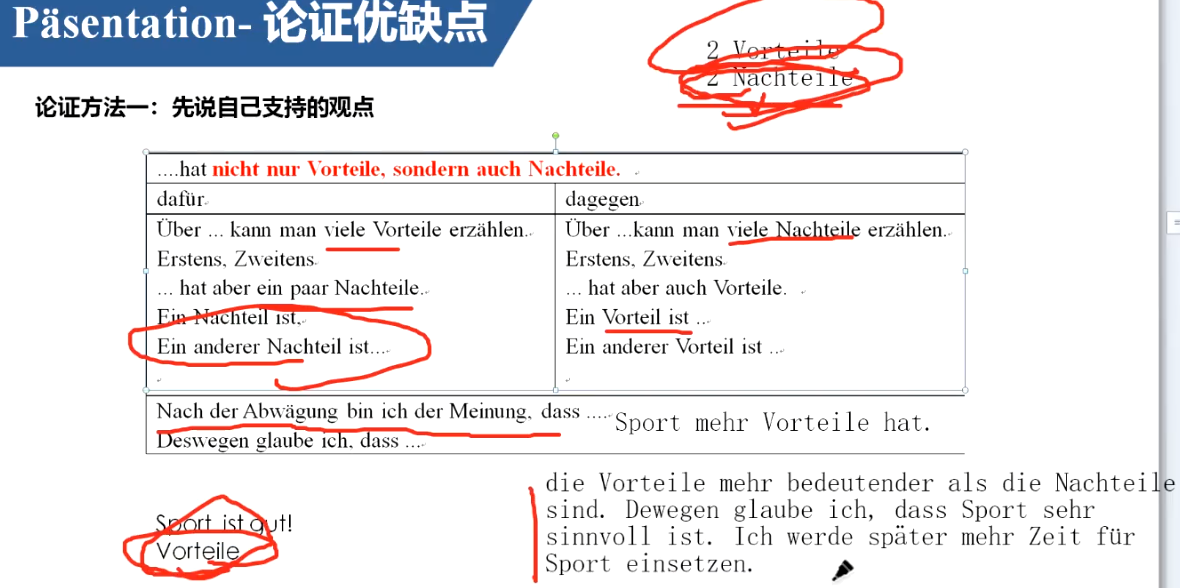 Päsentation- 论证优缺点
2 Vorteile
2 Nachteile
论证方法一：先说自己支持的观点
....hat nicht nur Vorteile, sondern auch Nachteile.
dafür
dagegen
Über ... kann man viele Vorteile erzählen.
Erstens, Zweitens
... hat aber ein paar Nachteile.
Ein Nachteil ist,
Ein anderer Nachteil ist...
Über ...kann man viele Nachteile erzählen.
Erstens, Zweitens
... hat aber auch Vorteile.
Ein Vorteil ist ...
Ein anderer Vorteil ist ...
Nach der Abwägung bin ich der Meinung, dass .... Sport mehr Vorteile hat.
Deswegen glaube ich, dass ...
die Vorteile mehr bedeutender als die Nachteile
sind. Dewegen glaube ich, dass Sport sehr
sinnvoll ist. Ich werde später mehr Zeit für
Sport einsetzen.
Sport ist gut!
Vorteile